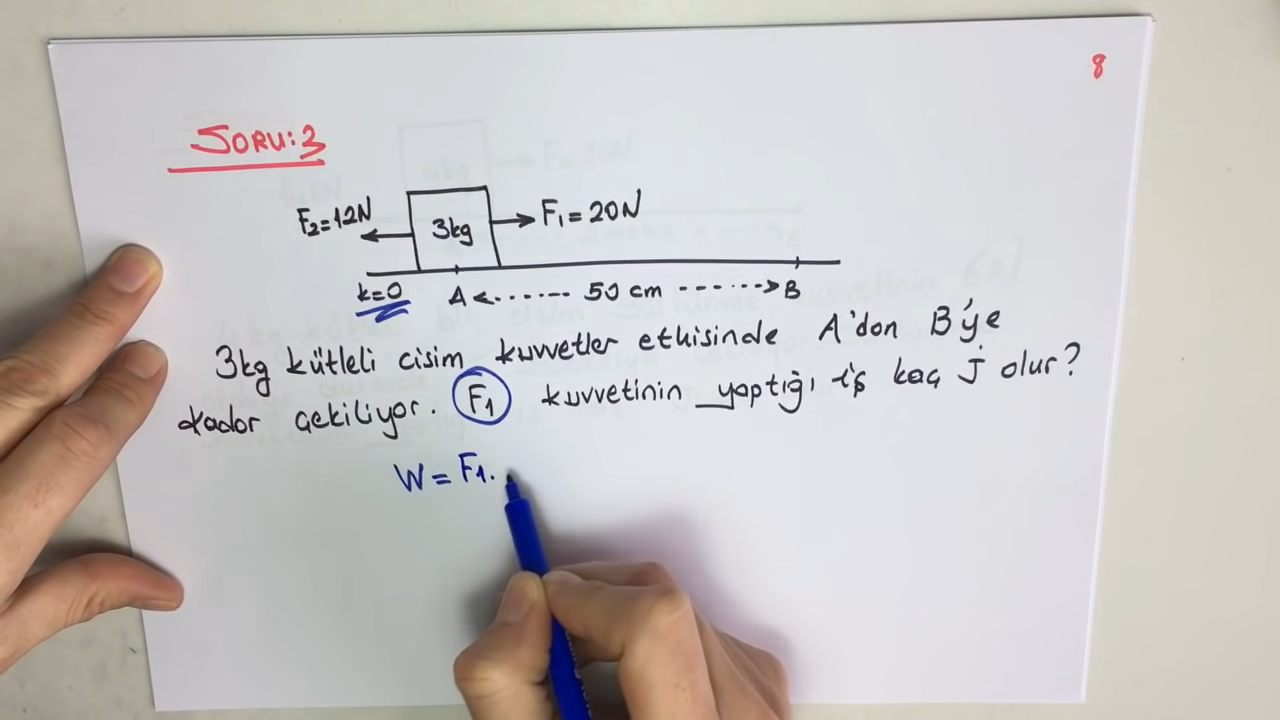 8
SORU:3
F₂=12N
3kg
F₁=20N
k=0
A <------ 50 cm ------> B
3kg kütleli cisim kuvvetler etkisinde A'dan B'ye
kadar çekiliyor. F₁ kuvvetinin yaptığı iş kaç J olur?
W = F₁.